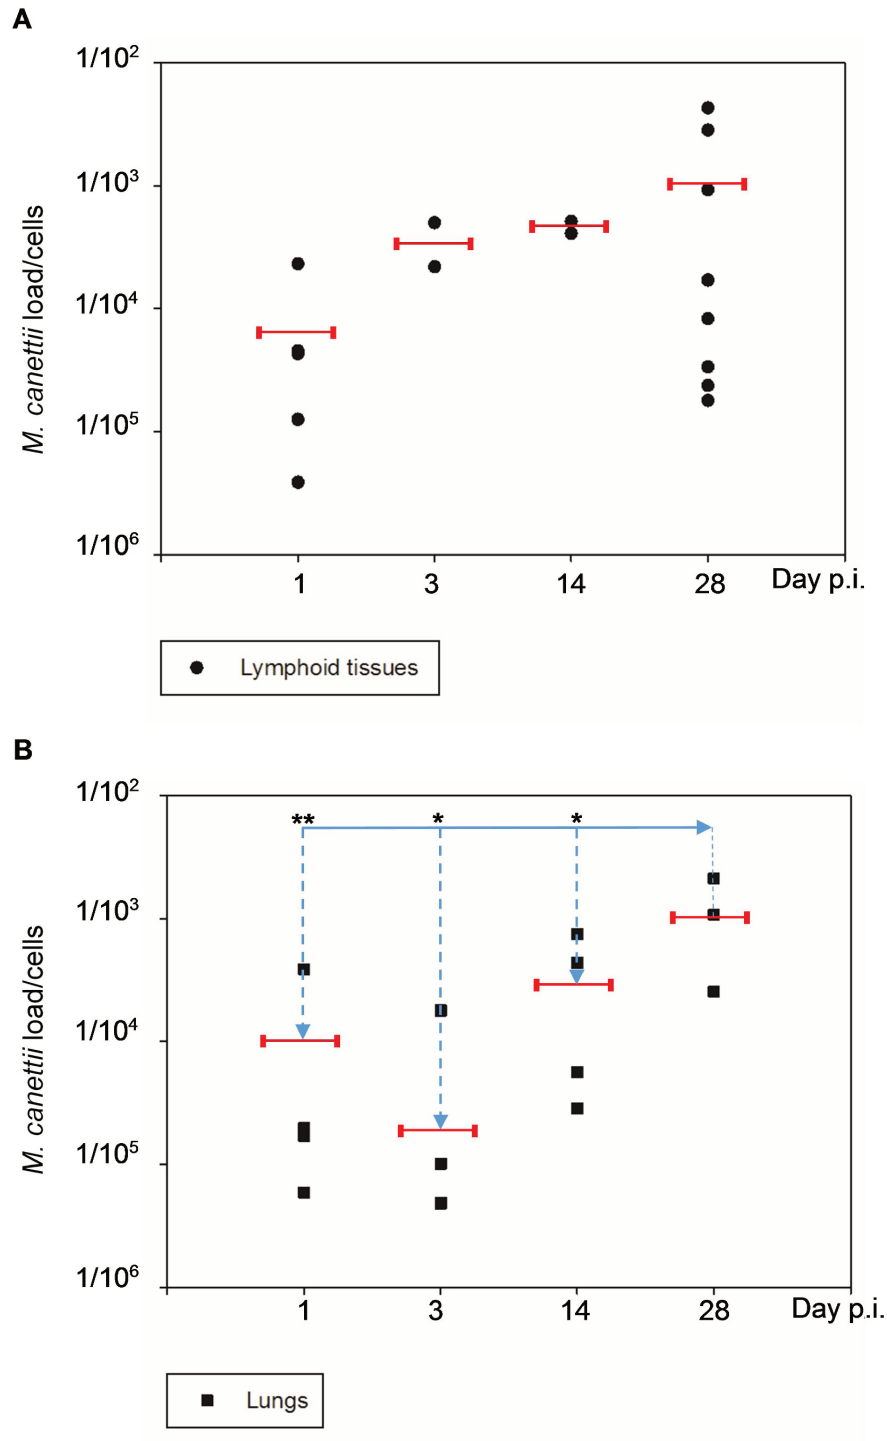 A
1/10²
1/10³
1/10⁴
1/10⁵
1/10⁶
M. canettii load/cells
1 3 14 28 Day p.i.
Lymphoid tissues
B
1/10²
1/10³
1/10⁴
1/10⁵
1/10⁶
M. canettii load/cells
** * *
1 3 14 28 Day p.i.
Lungs